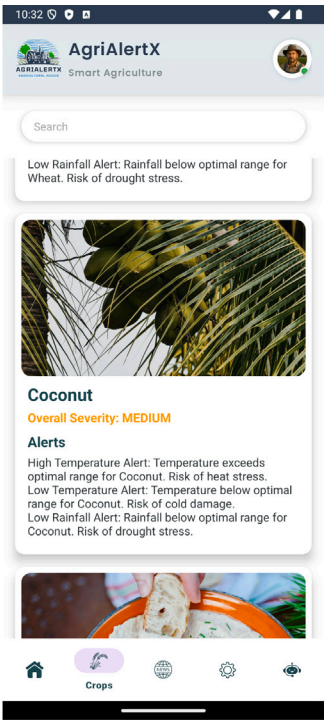 10:32
AgriAlertX
Smart Agriculture
AGRIALERTX
Search
Low Rainfall Alert: Rainfall below optimal range for
Wheat. Risk of drought stress.
Coconut
Overall Severity: MEDIUM
Alerts
High Temperature Alert: Temperature exceeds
optimal range for Coconut. Risk of heat stress.
Low Temperature Alert: Temperature below optimal
range for Coconut. Risk of cold damage.
Low Rainfall Alert: Rainfall below optimal range for
Coconut. Risk of drought stress.
NEWS
Crops